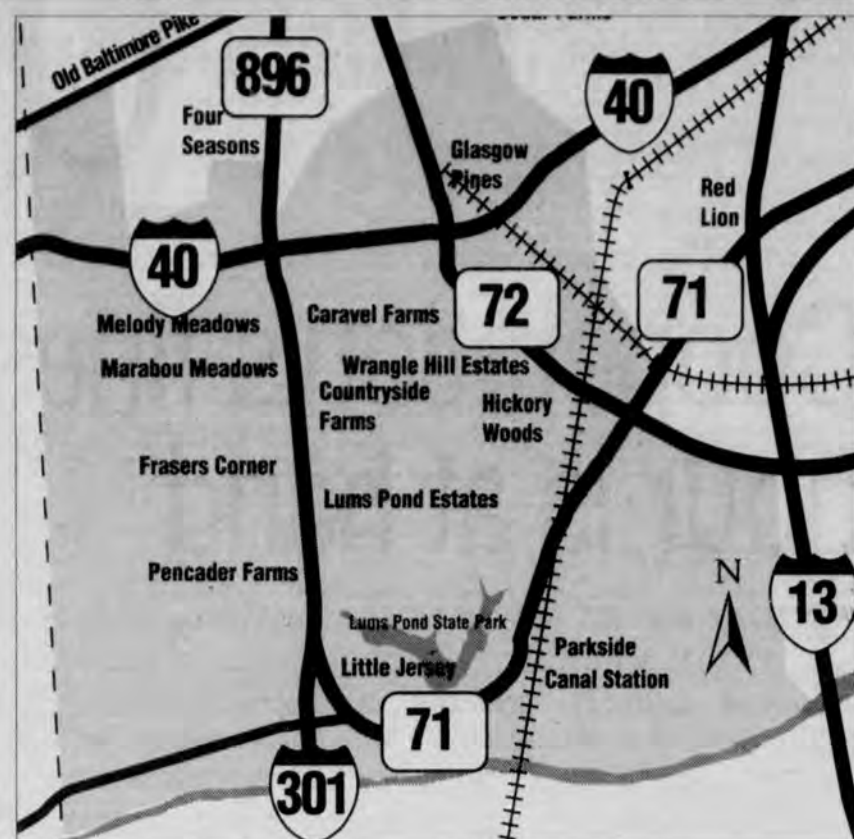 Old Baltimore Pike
896
40
Four
Seasons
Glasgow
Pines
Red
Lion
40
72
71
Melody Meadows
Caravel Farms
Marabou Meadows
Wrangle Hill Estates
Countryside
Farms
Hickory
Woods
Frasers Corner
Lums Pond Estates
Pencader Farms
N
13
Lums Pond State Park
Little Jersey
Parkside
Canal Station
71
301